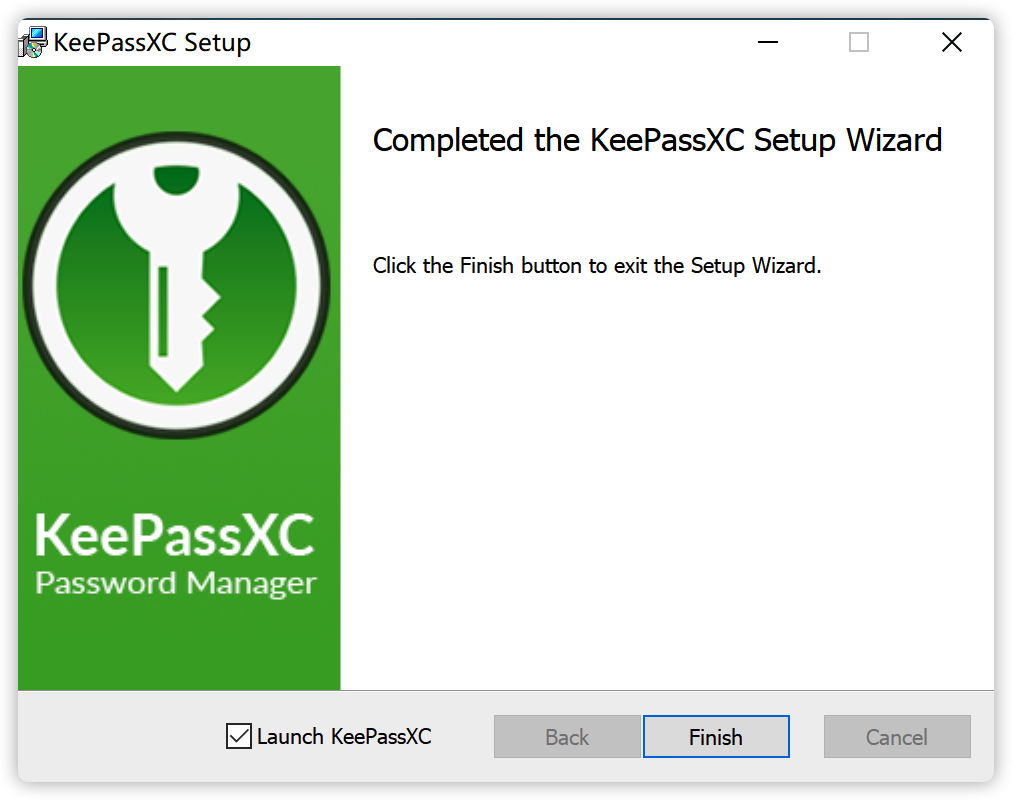 KeePassXC Setup
Completed the KeePassXC Setup Wizard
Click the Finish button to exit the Setup Wizard.
KeePassXC
Password Manager
Launch KeePassXC
Back
Finish
Cancel